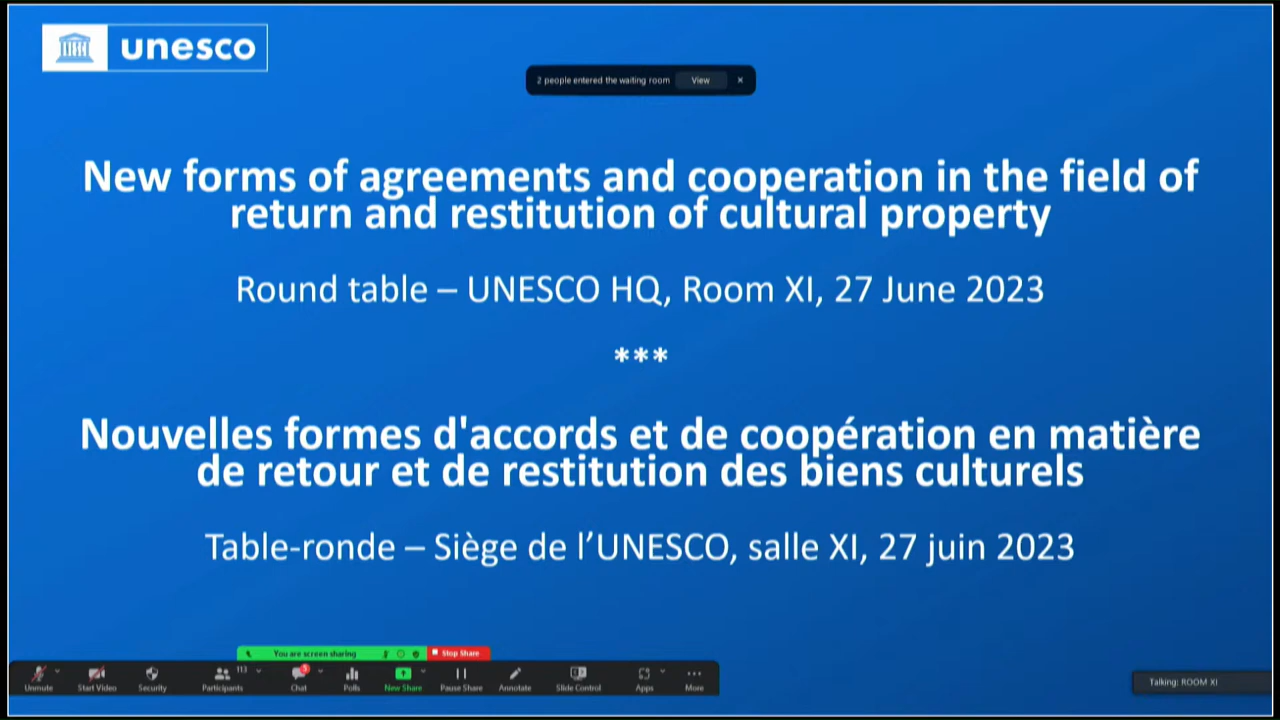 unesco
2 people entered the waiting room View ×
New forms of agreements and cooperation in the field of
return and restitution of cultural property
Round table – UNESCO HQ, Room XI, 27 June 2023
***
Nouvelles formes d'accords et de coopération en matière
de retour et de restitution des biens culturels
Table-ronde – Siège de l’UNESCO, salle XI, 27 juin 2023
You are screen sharing Stop Share
Unmute Start Video Security Participants 113 Chat 5 Polls New Share Pause Share Annotate Slide Control Apps More
Talking: ROOM XI